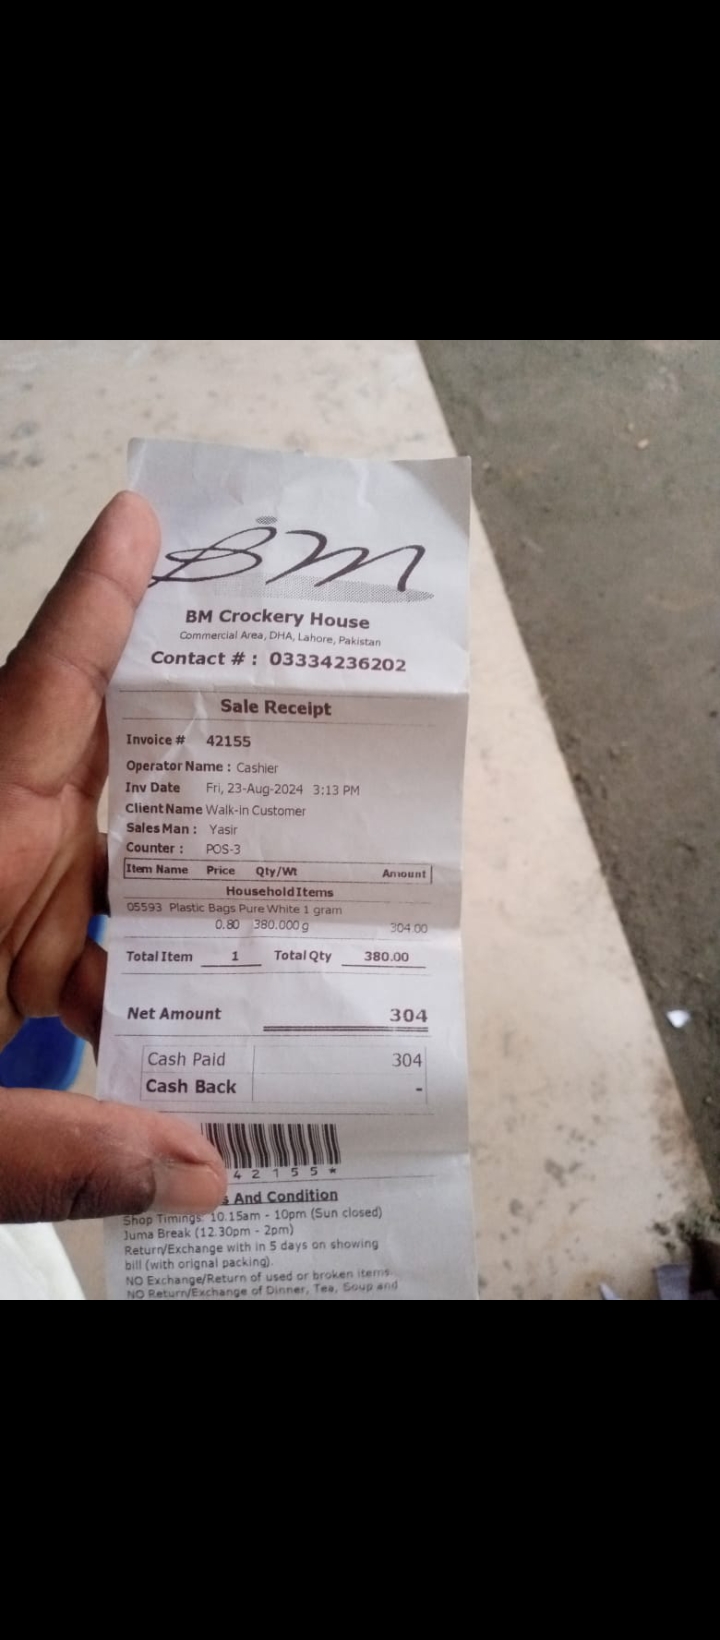 BM
BM Crockery House
Commercial Area, DHA, Lahore, Pakistan
Contact # : 03334236202
Sale Receipt
Invoice # 42155
Operator Name : Cashier
Inv Date Fri, 23-Aug-2024 3:13 PM
Client Name Walk-in Customer
Sales Man : Yasir
Counter : POS-3
Item Name Price Qty/Wt Amount
Household Items
05593 Plastic Bags Pure White 1 gram
0.80 380.000 g 304.00
Total Item 1 Total Qty 380.00
Net Amount 304
Cash Paid 304
Cash Back -
42155*
And Condition
Shop Timings: 10.15am - 10pm (Sun closed)
Juma Break (12.30pm - 2pm)
Return/Exchange with in 5 days on showing
bill (with orignal packing).
NO Exchange/Return of used or broken items
NO Return/Exchange of Dinner, Tea, Soup and